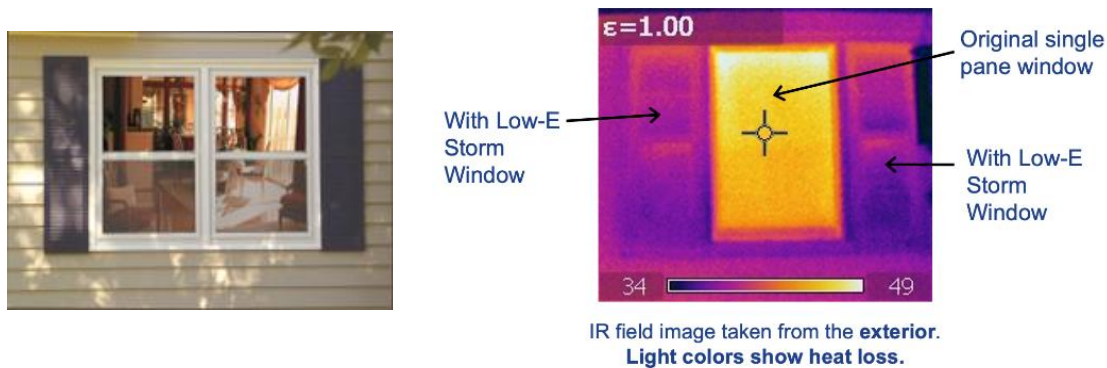 ε=1.00
Original single
pane window
With Low-E
Storm
Window
With Low-E
Storm
Window
34
49
IR field image taken from the exterior.
Light colors show heat loss.